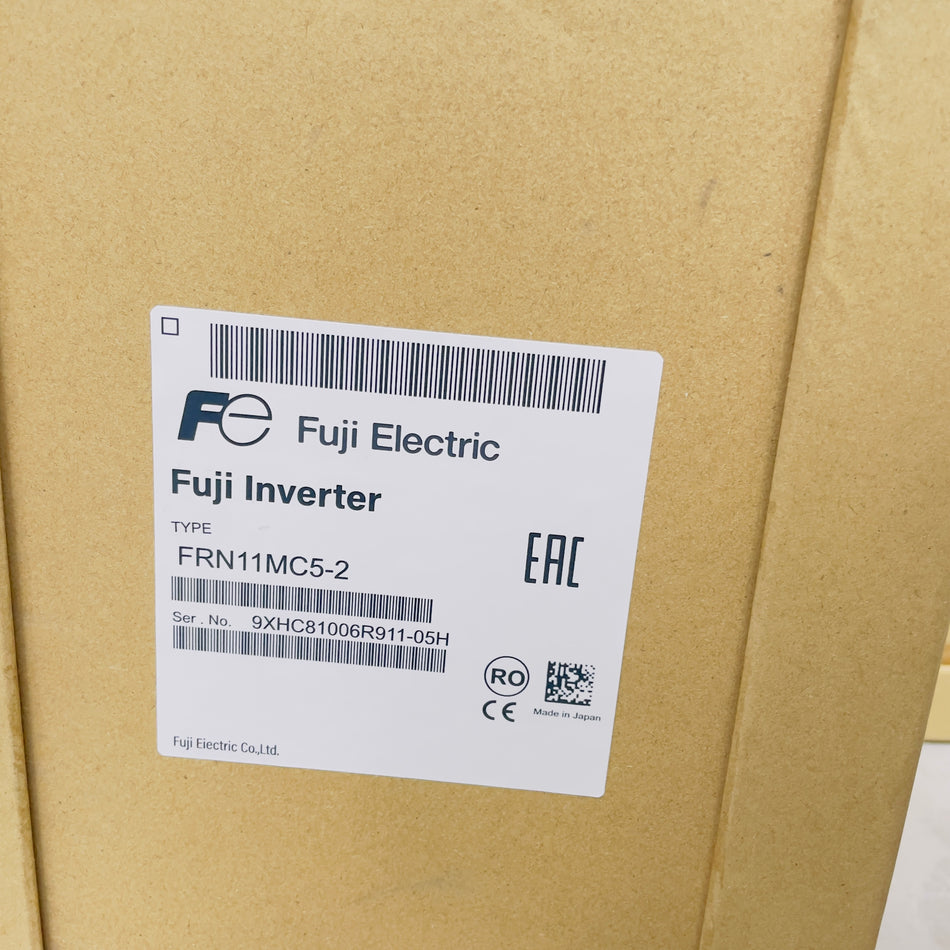 Fe Fuji Electric
Fuji Inverter
TYPE
FRN11MC5-2
EAC
Ser . No. 9XHC81006R911-05H
RO
CE
Made in Japan
Fuji Electric Co.,Ltd.